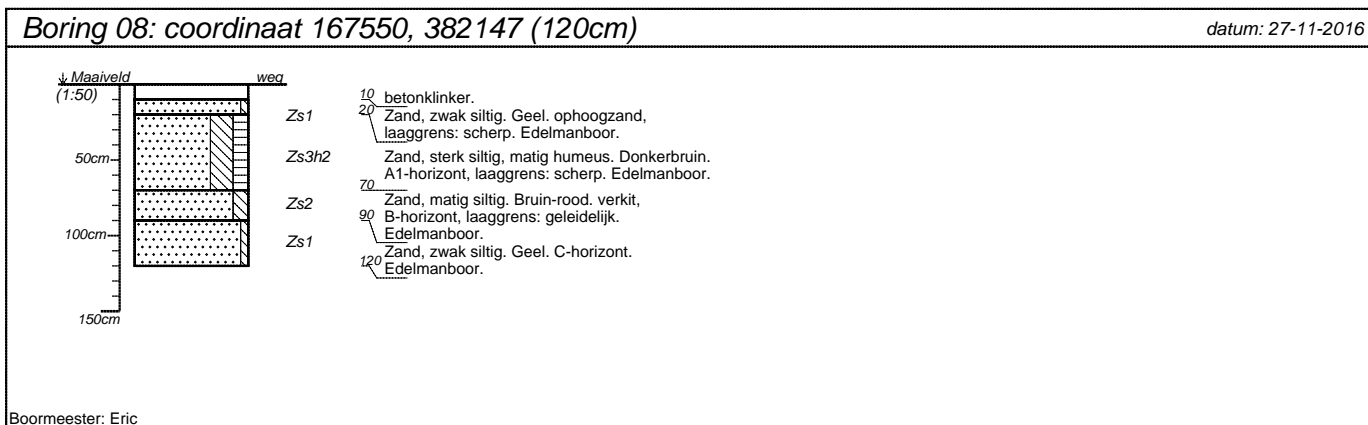 Boring 08: coordinaat 167550, 382147 (120cm)
datum: 27-11-2016
Maaiveld
weg
(1:50)
10 betonklinker.
Zs1
20 Zand, zwak siltig. Geel. ophoogzand,
laaggrens: scherp. Edelmanboor.
50cm
Zs3h2
Zand, sterk siltig, matig humeus. Donkerbruin.
A1-horizont, laaggrens: scherp. Edelmanboor.
70
Zs2
Zand, matig siltig. Bruin-rood. verkit,
90 B-horizont, laaggrens: geleidelijk.
Edelmanboor.
100cm
Zs1
Zand, zwak siltig. Geel. C-horizont.
120 Edelmanboor.
150cm
Boormeester: Eric